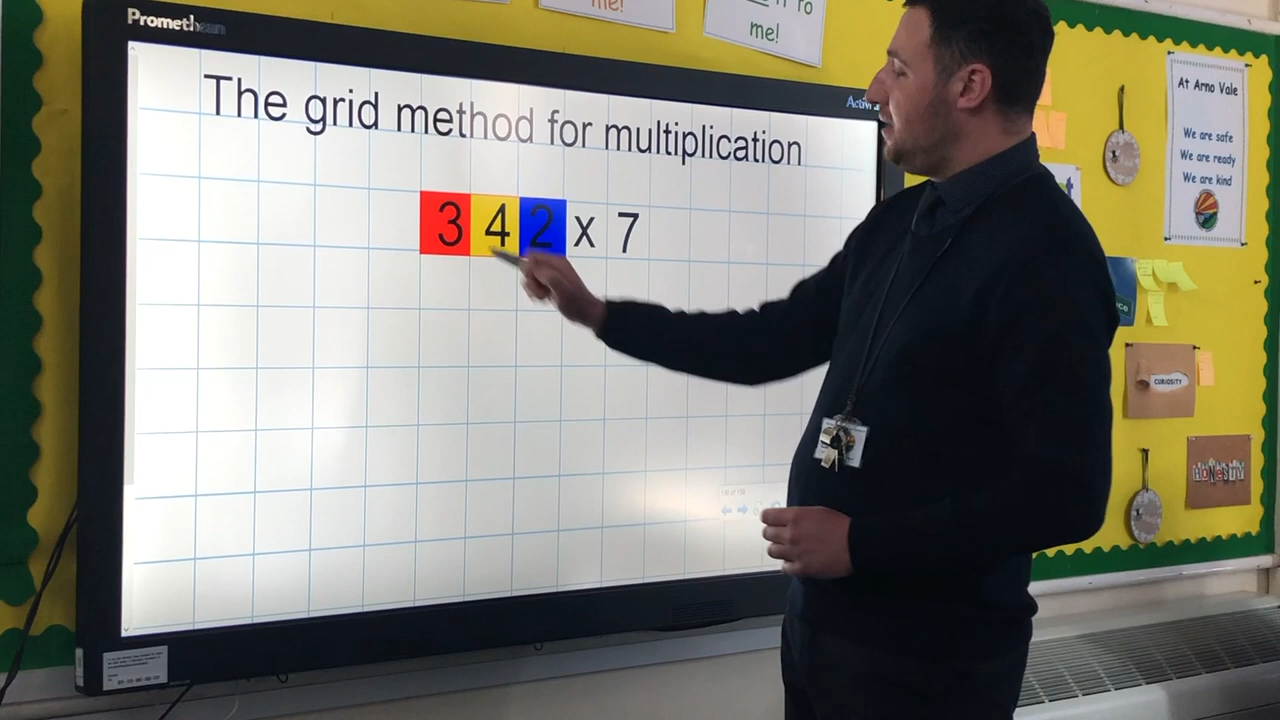 me!
to
me!
Promethean
The grid method for multiplication
3 4 2 x 7
At Arno Vale
We are safe
We are ready
We are kind
CURIOSITY
HONESTY